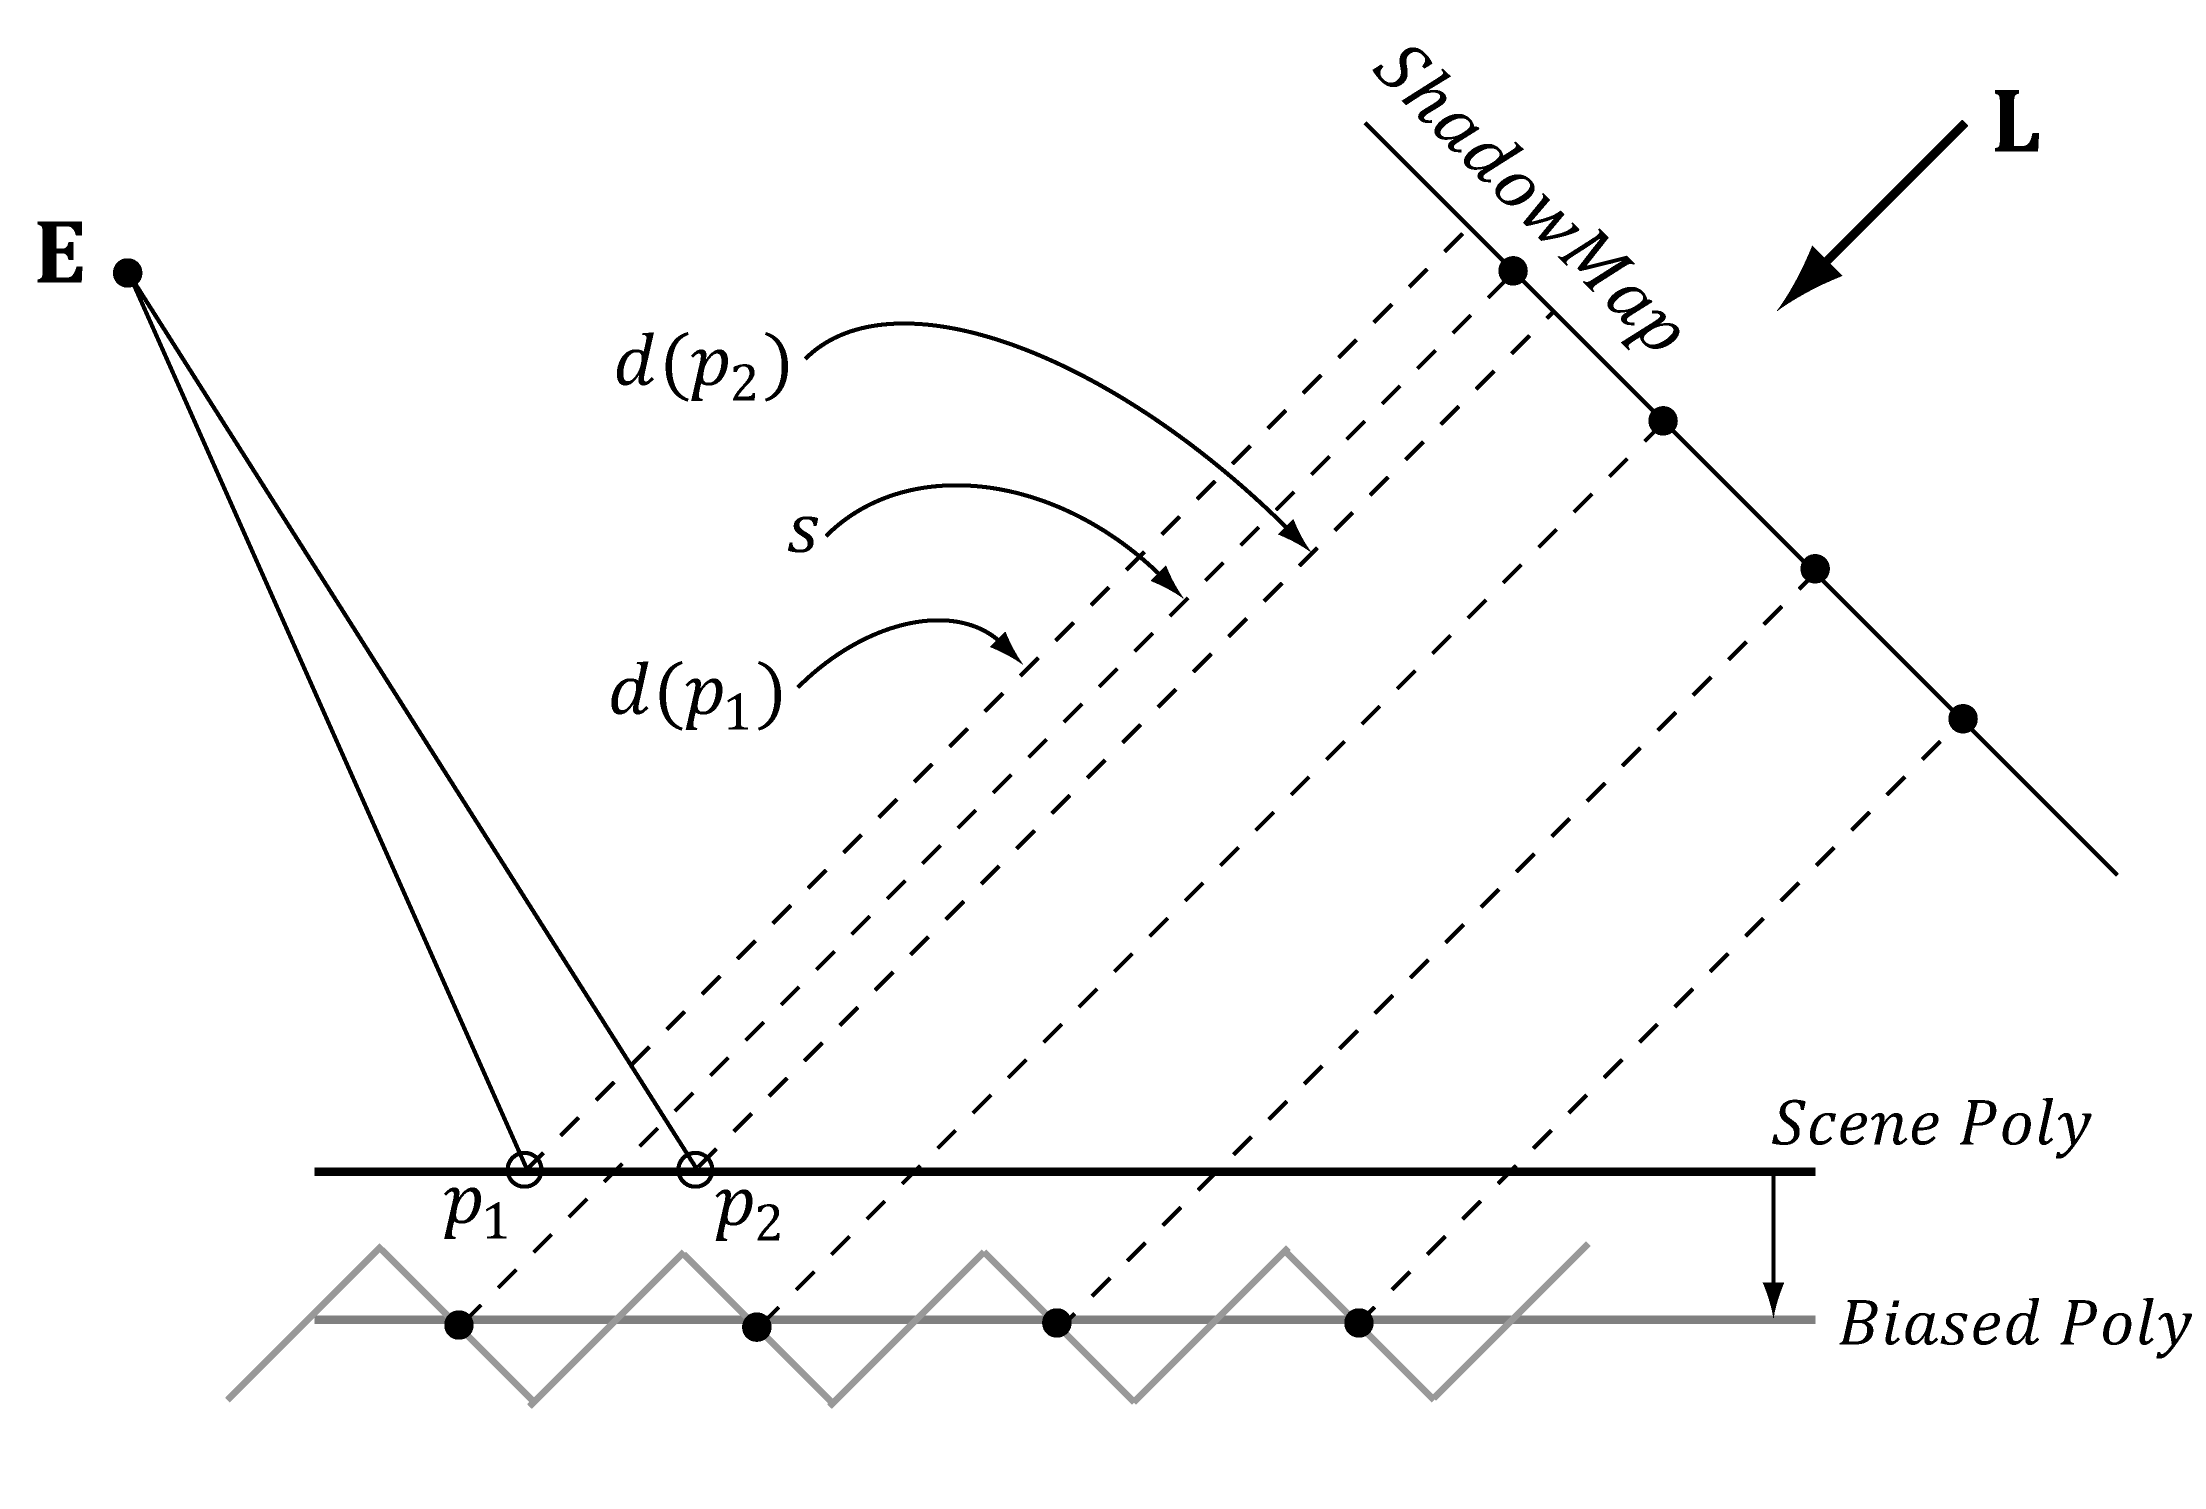 ShadowMap
L
E
d(p₂)
s
d(p₁)
Scene Poly
p₁
p₂
Biased Poly